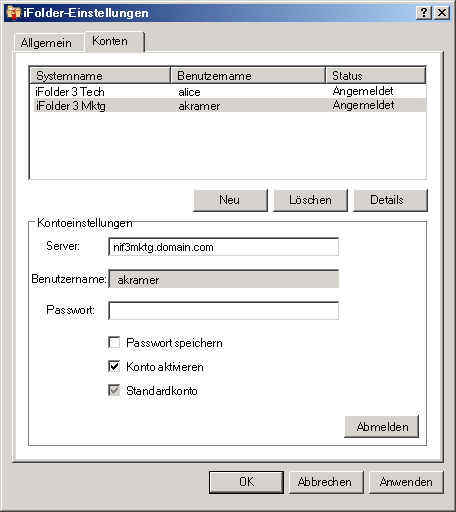 iFolder-Einstellungen
Allgemein Konten
Systemname Benutzername Status
iFolder 3 Tech alice Angemeldet
iFolder 3 Mktg akramer Angemeldet
Neu Löschen Details
Kontoeinstellungen
Server: nif3mktg.domain.com
Benutzername: akramer
Passwort:
Passwort speichern
Konto aktivieren
Standardkonto
Abmelden
OK Abbrechen Anwenden